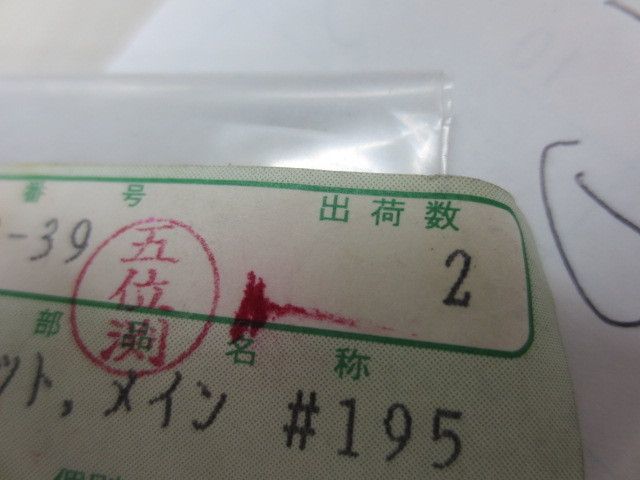 番号 出荷数
-39 2
五位渕
部品名称
ット,メイン #195